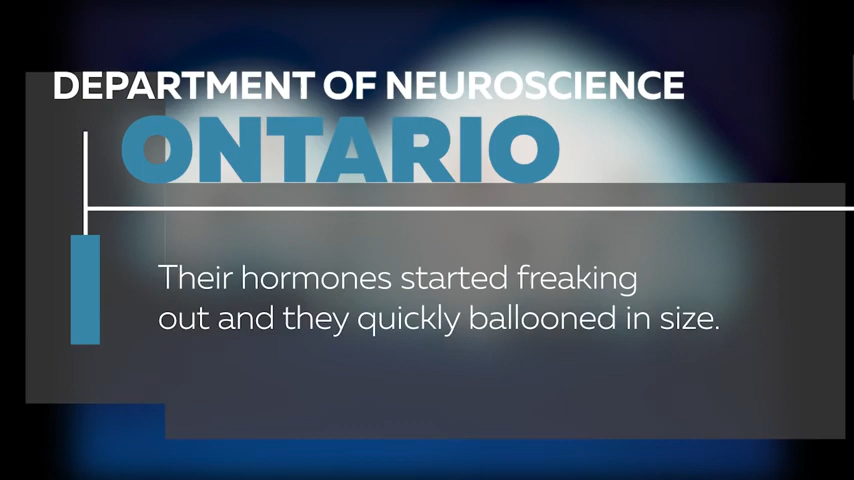 DEPARTMENT OF NEUROSCIENCE
ONTARIO
Their hormones started freaking
out and they quickly ballooned in size.